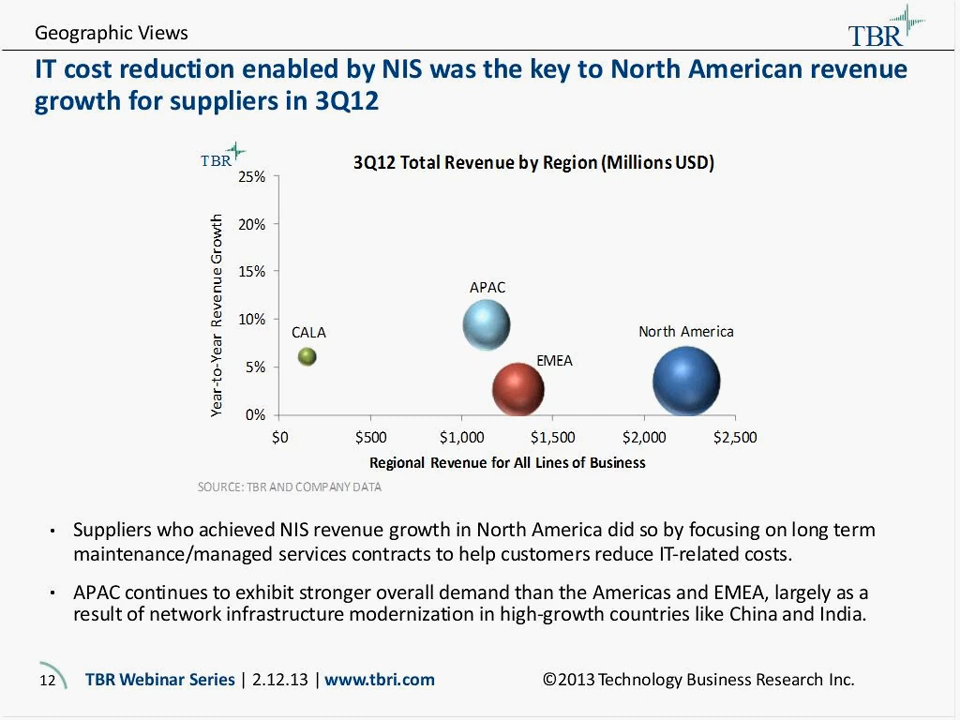 Geographic Views
TBR
IT cost reduction enabled by NIS was the key to North American revenue
growth for suppliers in 3Q12
TBR
3Q12 Total Revenue by Region (Millions USD)
Year-to-Year Revenue Growth
25%
20%
15%
10%
5%
0%
APAC
CALA
North America
EMEA
$0 $500 $1,000 $1,500 $2,000 $2,500
Regional Revenue for All Lines of Business
SOURCE: TBR AND COMPANY DATA
• Suppliers who achieved NIS revenue growth in North America did so by focusing on long term
maintenance/managed services contracts to help customers reduce IT-related costs.
• APAC continues to exhibit stronger overall demand than the Americas and EMEA, largely as a
result of network infrastructure modernization in high-growth countries like China and India.
12 TBR Webinar Series | 2.12.13 | www.tbri.com ©2013 Technology Business Research Inc.